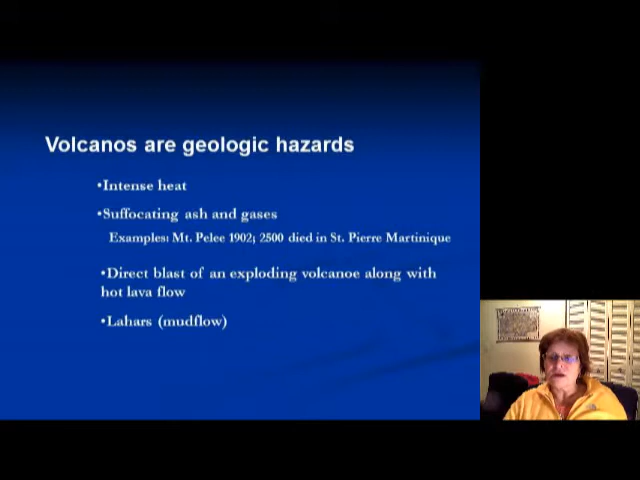 Volcanos are geologic hazards
•Intense heat
•Suffocating ash and gases
Examples: Mt. Pelee 1902; 2500 died in St. Pierre Martinique
•Direct blast of an exploding volcanoe along with
hot lava flow
•Lahars (mudflow)